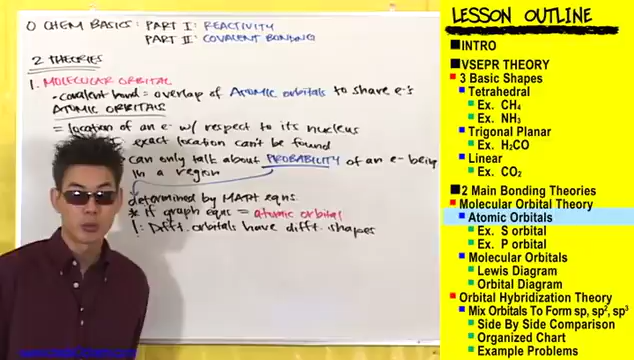 O CHEM BASICS: PART I: REACTIVITY
PART II: COVALENT BONDING
2 THEORIES
1. MOLECULAR ORBITAL
- covalent bond = overlap of ATOMIC orbitals to share e-'s
ATOMIC ORBITALS
= location of an e- w/ respect to its nucleus
exact location can't be found
can only talk about PROBABILITY of an e- being
in a region
determined by MATH eqns.
* if graph eqns = atomic orbital
!: Diff't. orbitals have diff't. shapes
LESSON OUTLINE
INTRO
VSEPR THEORY
3 Basic Shapes
Tetrahedral
Ex. CH₄
Ex. NH₃
Trigonal Planar
Ex. H₂CO
Linear
Ex. CO₂
2 Main Bonding Theories
Molecular Orbital Theory
Atomic Orbitals
Ex. S orbital
Ex. P orbital
Molecular Orbitals
Lewis Diagram
Orbital Diagram
Orbital Hybridization Theory
Mix Orbitals To Form sp, sp², sp³
Side By Side Comparison
Organized Chart
Example Problems